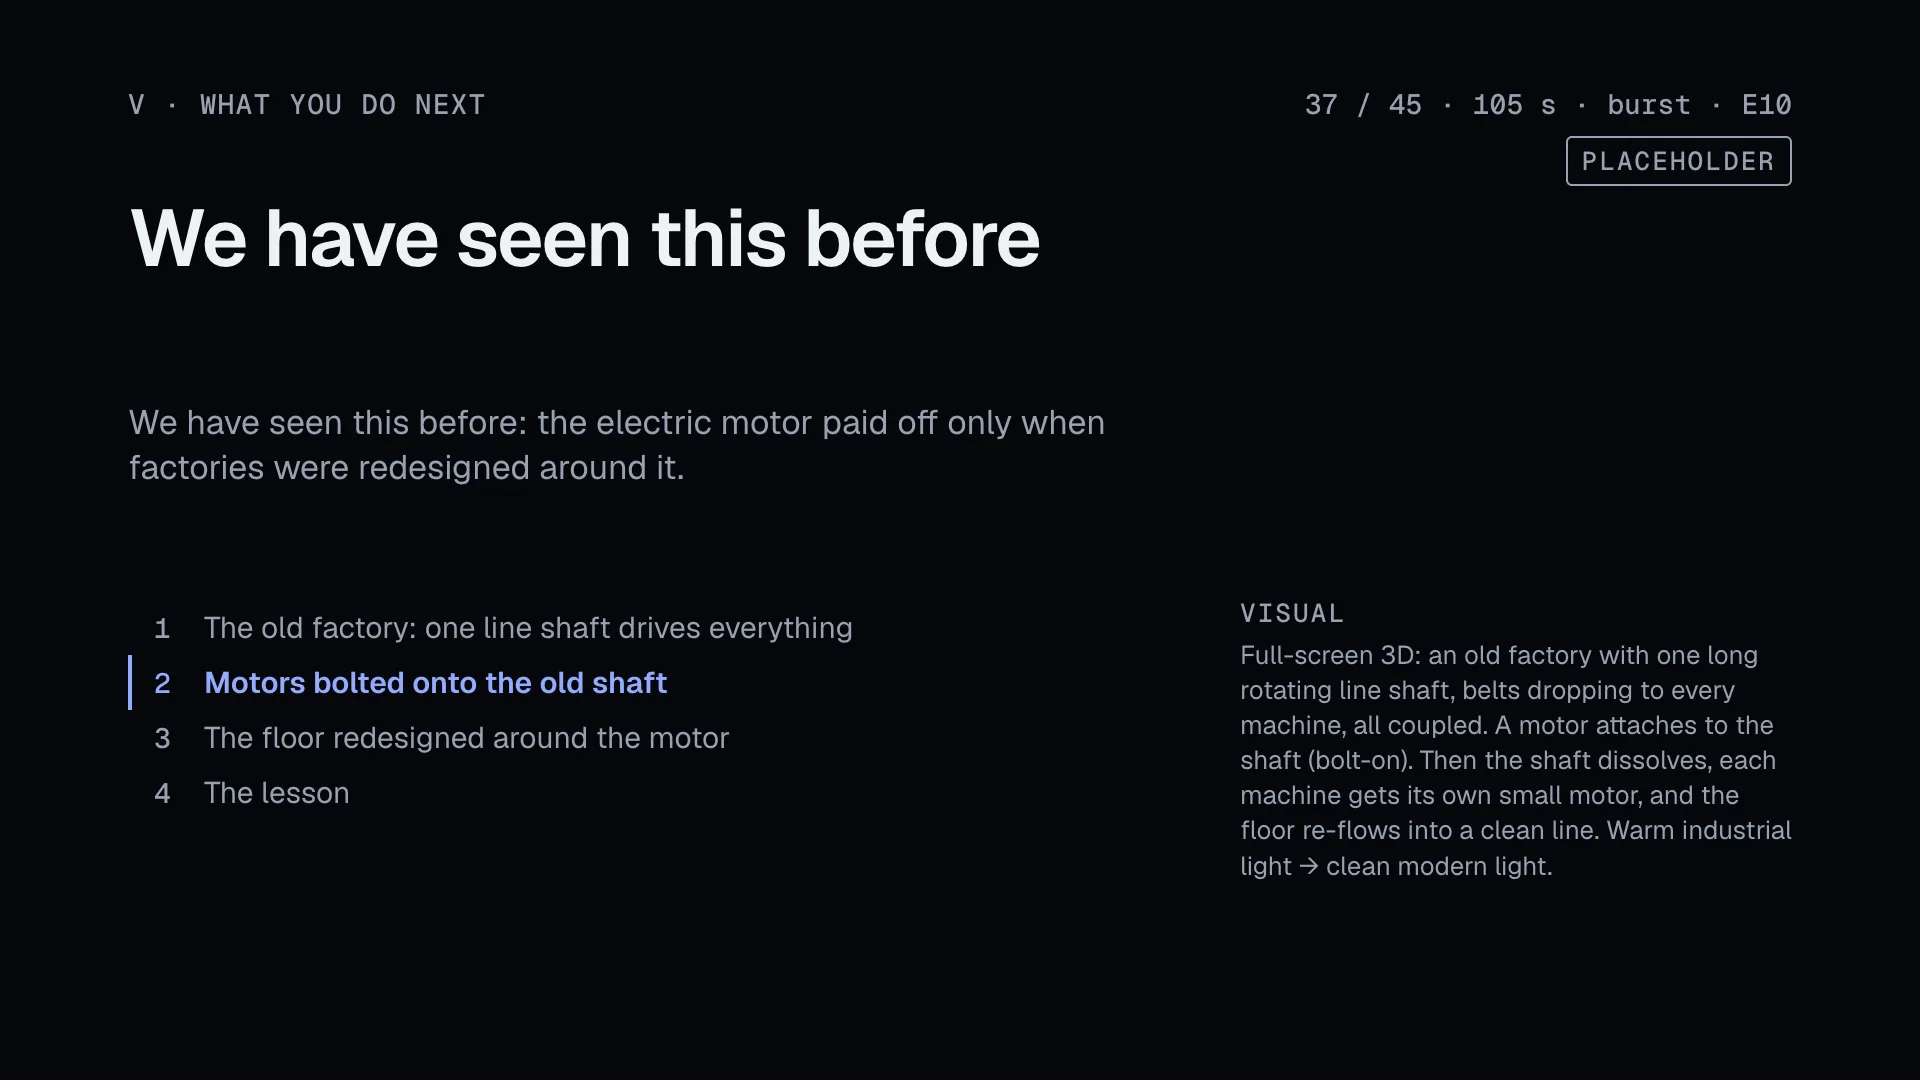 V · WHAT YOU DO NEXT
37 / 45 · 105 s · burst · E10
PLACEHOLDER
We have seen this before
We have seen this before: the electric motor paid off only when
factories were redesigned around it.
1 The old factory: one line shaft drives everything
2 Motors bolted onto the old shaft
3 The floor redesigned around the motor
4 The lesson
VISUAL
Full-screen 3D: an old factory with one long
rotating line shaft, belts dropping to every
machine, all coupled. A motor attaches to the
shaft (bolt-on). Then the shaft dissolves, each
machine gets its own small motor, and the
floor re-flows into a clean line. Warm industrial
light → clean modern light.